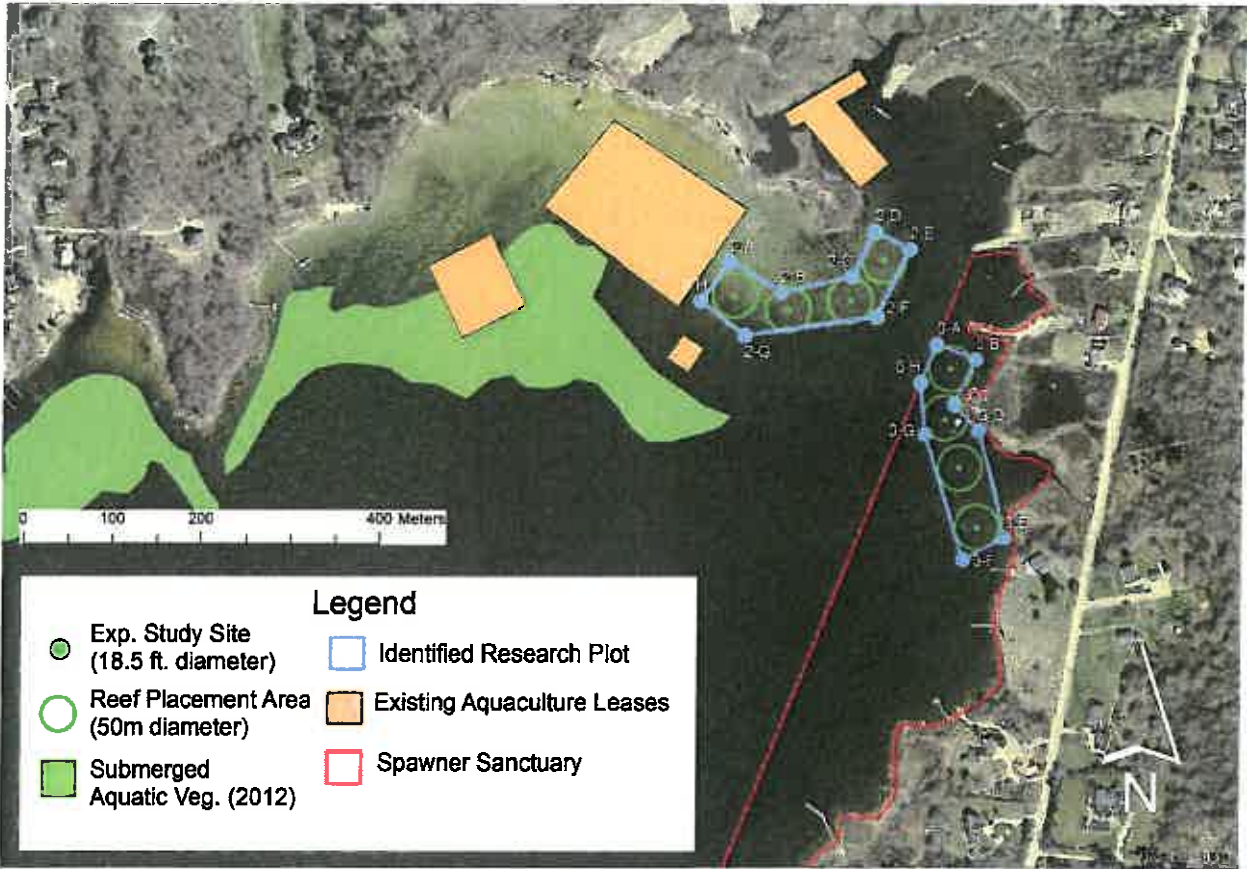 2-D
2-E
2-B
2-F
2-G
3-A
3-B
3-H
3-G
3-F
0 100 200 400 Meters
Legend
Exp. Study Site
(18.5 ft. diameter)
Identified Research Plot
Reef Placement Area
(50m diameter)
Existing Aquaculture Leases
Submerged
Aquatic Veg. (2012)
Spawner Sanctuary
N